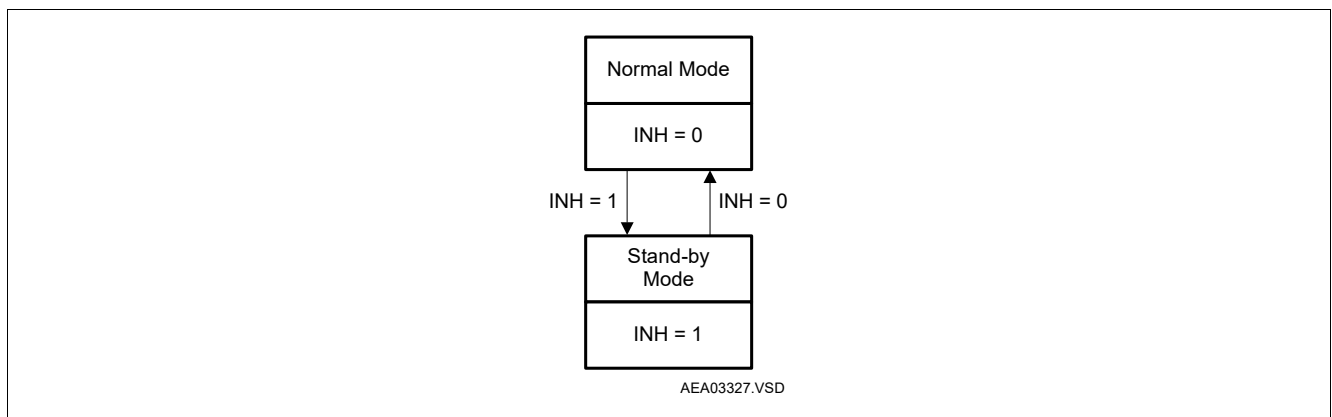 Normal Mode
INH = 0
INH = 1
INH = 0
Stand-by
Mode
INH = 1
AEA03327.VSD